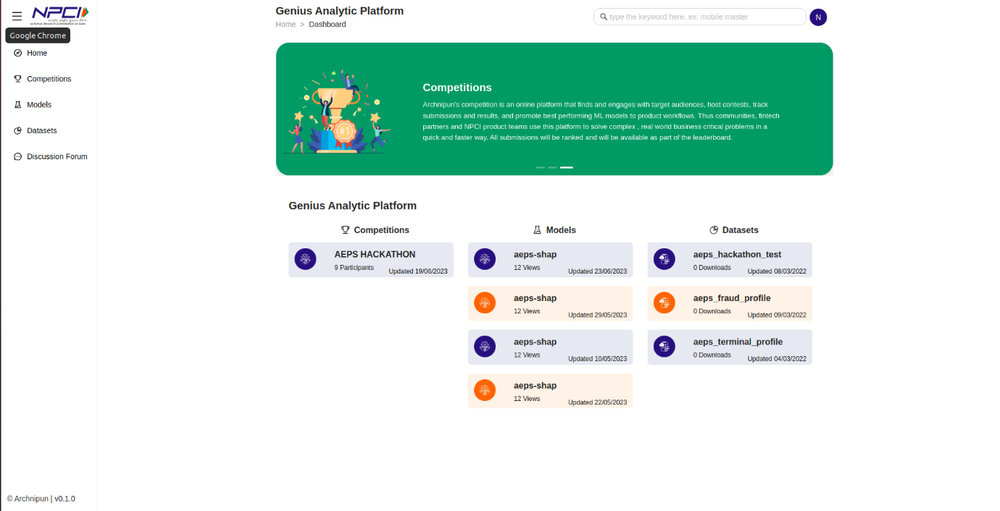 NPCI
भारतीय राष्ट्रीय भुगतान निगम
NATIONAL PAYMENTS CORPORATION OF INDIA
Google Chrome
Home
Competitions
Models
Datasets
Discussion Forum
© Archnipun | v0.1.0
Genius Analytic Platform
Home > Dashboard
type the keyword here. ex: mobile master
N
#1
Competitions
Archnipun's competition is an online platform that finds and engages with target audiences, host contests, track
submissions and results, and promote best performing ML models to product workflows. Thus communities, fintech
partners and NPCI product teams use this platform to solve complex , real world business critical problems in a
quick and faster way. All submissions will be ranked and will be available as part of the leaderboard.
Genius Analytic Platform
Competitions
AEPS HACKATHON
9 Participants
Updated 19/06/2023
Models
aeps-shap
12 Views
Updated 23/06/2023
aeps-shap
12 Views
Updated 29/05/2023
aeps-shap
12 Views
Updated 10/05/2023
aeps-shap
12 Views
Updated 22/05/2023
Datasets
aeps_hackathon_test
0 Downloads
Updated 08/03/2022
aeps_fraud_profile
0 Downloads
Updated 09/03/2022
aeps_terminal_profile
0 Downloads
Updated 04/03/2022